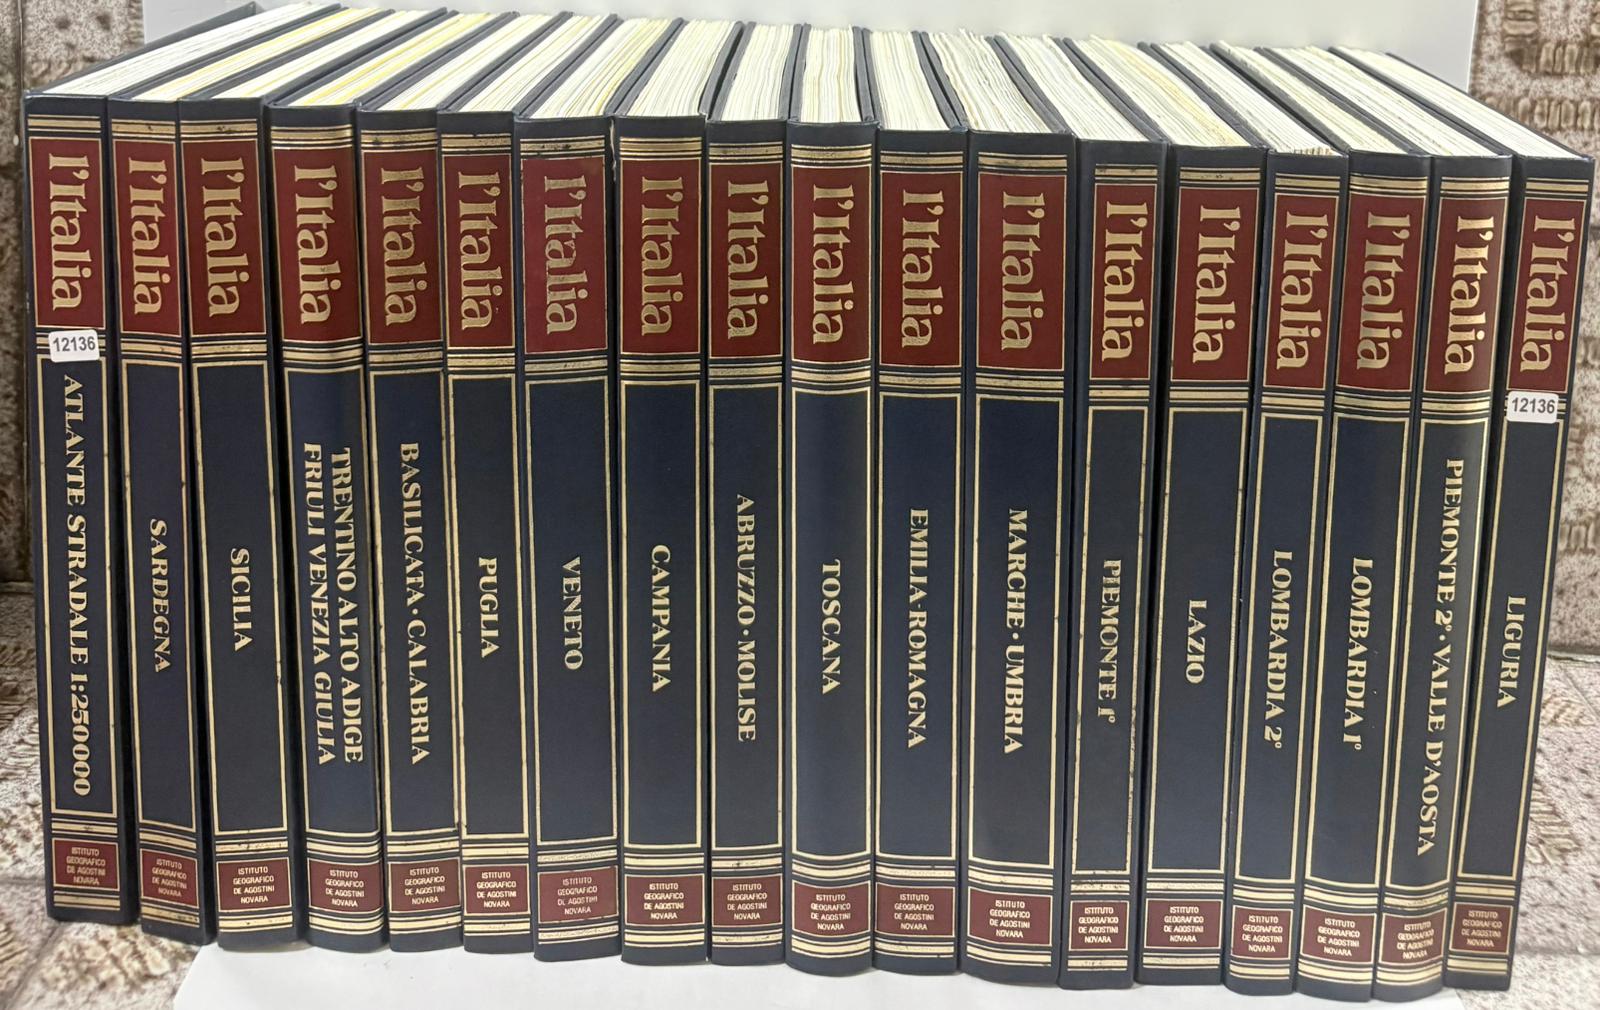 l'Italia
12136
ATLANTE STRADALE 1:250000
ISTITUTO
GEOGRAFICO
DE AGOSTINI
NOVARA
l'Italia
SARDEGNA
ISTITUTO
GEOGRAFICO
DE AGOSTINI
NOVARA
l'Italia
SICILIA
ISTITUTO
GEOGRAFICO
DE AGOSTINI
NOVARA
l'Italia
TRENTINO ALTO ADIGE
FRIULI VENEZIA GIULIA
ISTITUTO
GEOGRAFICO
DE AGOSTINI
NOVARA
l'Italia
BASILICATA·CALABRIA
ISTITUTO
GEOGRAFICO
DE AGOSTINI
NOVARA
l'Italia
PUGLIA
ISTITUTO
GEOGRAFICO
DE AGOSTINI
NOVARA
l'Italia
VENETO
ISTITUTO
GEOGRAFICO
DE AGOSTINI
NOVARA
l'Italia
CAMPANIA
ISTITUTO
GEOGRAFICO
DE AGOSTINI
NOVARA
l'Italia
ABRUZZO·MOLISE
ISTITUTO
GEOGRAFICO
DE AGOSTINI
NOVARA
l'Italia
TOSCANA
ISTITUTO
GEOGRAFICO
DE AGOSTINI
NOVARA
l'Italia
EMILIA-ROMAGNA
ISTITUTO
GEOGRAFICO
DE AGOSTINI
NOVARA
l'Italia
MARCHE·UMBRIA
ISTITUTO
GEOGRAFICO
DE AGOSTINI
NOVARA
l'Italia
PIEMONTE 1°
ISTITUTO
GEOGRAFICO
DE AGOSTINI
NOVARA
l'Italia
LAZIO
ISTITUTO
GEOGRAFICO
DE AGOSTINI
NOVARA
l'Italia
LOMBARDIA 2°
ISTITUTO
GEOGRAFICO
DE AGOSTINI
NOVARA
l'Italia
LOMBARDIA 1°
ISTITUTO
GEOGRAFICO
DE AGOSTINI
NOVARA
l'Italia
PIEMONTE 2°·VALLE D'AOSTA
ISTITUTO
GEOGRAFICO
DE AGOSTINI
NOVARA
l'Italia
12136
LIGURIA
ISTITUTO
GEOGRAFICO
DE AGOSTINI
NOVARA